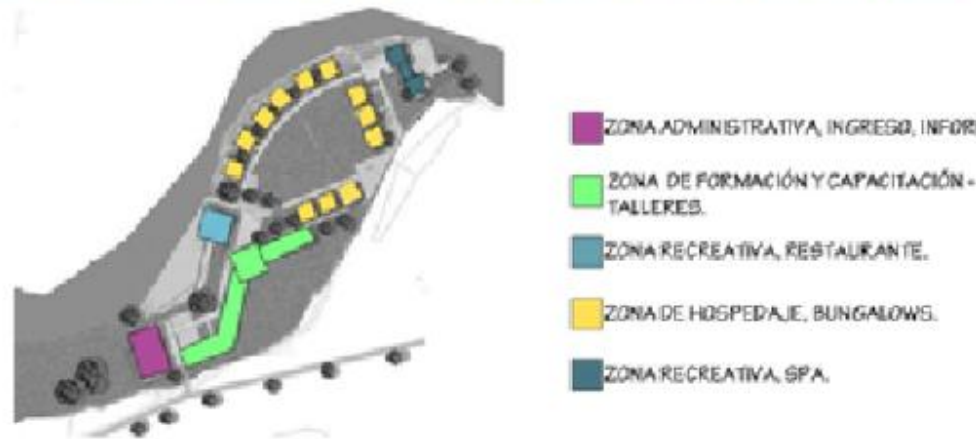 ZONA ADMINISTRATIVA, INGRESO, INFOR
ZONA DE FORMACIÓN Y CAPACITACIÓN -
TALLERES.
ZONA RECREATIVA, RESTAURANTE.
ZONA DE HOSPEDAJE, BUNGALOWS.
ZONA RECREATIVA, SPA.